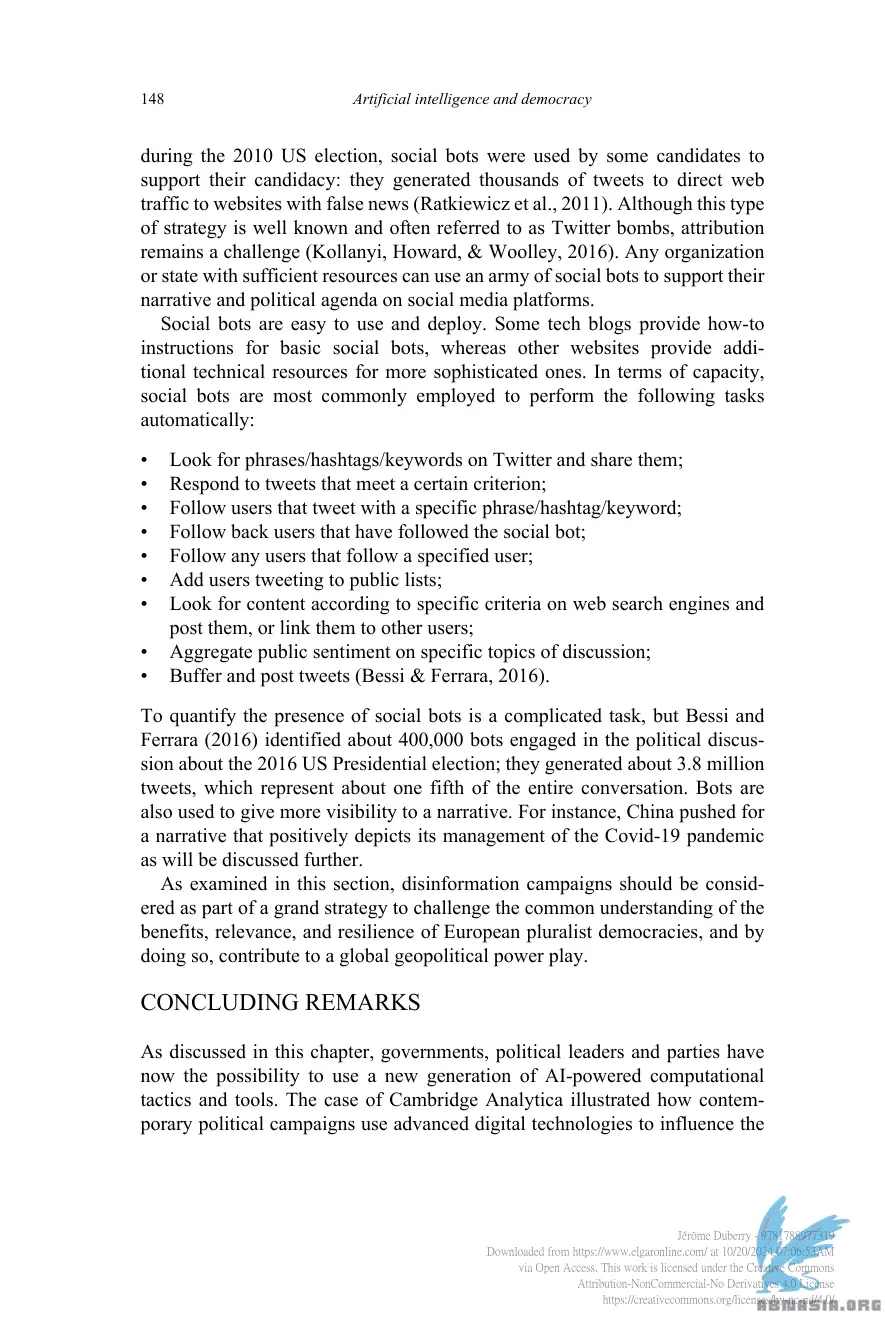 148 Artificial intelligence and democracy
during the 2010 US election, social bots were used by some candidates to
support their candidacy: they generated thousands of tweets to direct web
traffic to websites with false news (Ratkiewicz et al., 2011). Although this type
of strategy is well known and often referred to as Twitter bombs, attribution
remains a challenge (Kollanyi, Howard, & Woolley, 2016). Any organization
or state with sufficient resources can use an army of social bots to support their
narrative and political agenda on social media platforms.
Social bots are easy to use and deploy. Some tech blogs provide how-to
instructions for basic social bots, whereas other websites provide addi-
tional technical resources for more sophisticated ones. In terms of capacity,
social bots are most commonly employed to perform the following tasks
automatically:
• Look for phrases/hashtags/keywords on Twitter and share them;
• Respond to tweets that meet a certain criterion;
• Follow users that tweet with a specific phrase/hashtag/keyword;
• Follow back users that have followed the social bot;
• Follow any users that follow a specified user;
• Add users tweeting to public lists;
• Look for content according to specific criteria on web search engines and
post them, or link them to other users;
• Aggregate public sentiment on specific topics of discussion;
• Buffer and post tweets (Bessi & Ferrara, 2016).
To quantify the presence of social bots is a complicated task, but Bessi and
Ferrara (2016) identified about 400,000 bots engaged in the political discus-
sion about the 2016 US Presidential election; they generated about 3.8 million
tweets, which represent about one fifth of the entire conversation. Bots are
also used to give more visibility to a narrative. For instance, China pushed for
a narrative that positively depicts its management of the Covid-19 pandemic
as will be discussed further.
As examined in this section, disinformation campaigns should be consid-
ered as part of a grand strategy to challenge the common understanding of the
benefits, relevance, and resilience of European pluralist democracies, and by
doing so, contribute to a global geopolitical power play.
CONCLUDING REMARKS
As discussed in this chapter, governments, political leaders and parties have
now the possibility to use a new generation of AI-powered computational
tactics and tools. The case of Cambridge Analytica illustrated how contem-
porary political campaigns use advanced digital technologies to influence the
Jérôme Duberry - 9781788977319
Downloaded from https://www.elgaronline.com/ at 10/20/2024 07:06:52AM
via Open Access. This work is licensed under the Creative Commons
Attribution-NonCommercial-No Derivatives 4.0 License
https://creativecommons.org/licenses/by-nc-nd/4.0/
ABMASIA.ORG